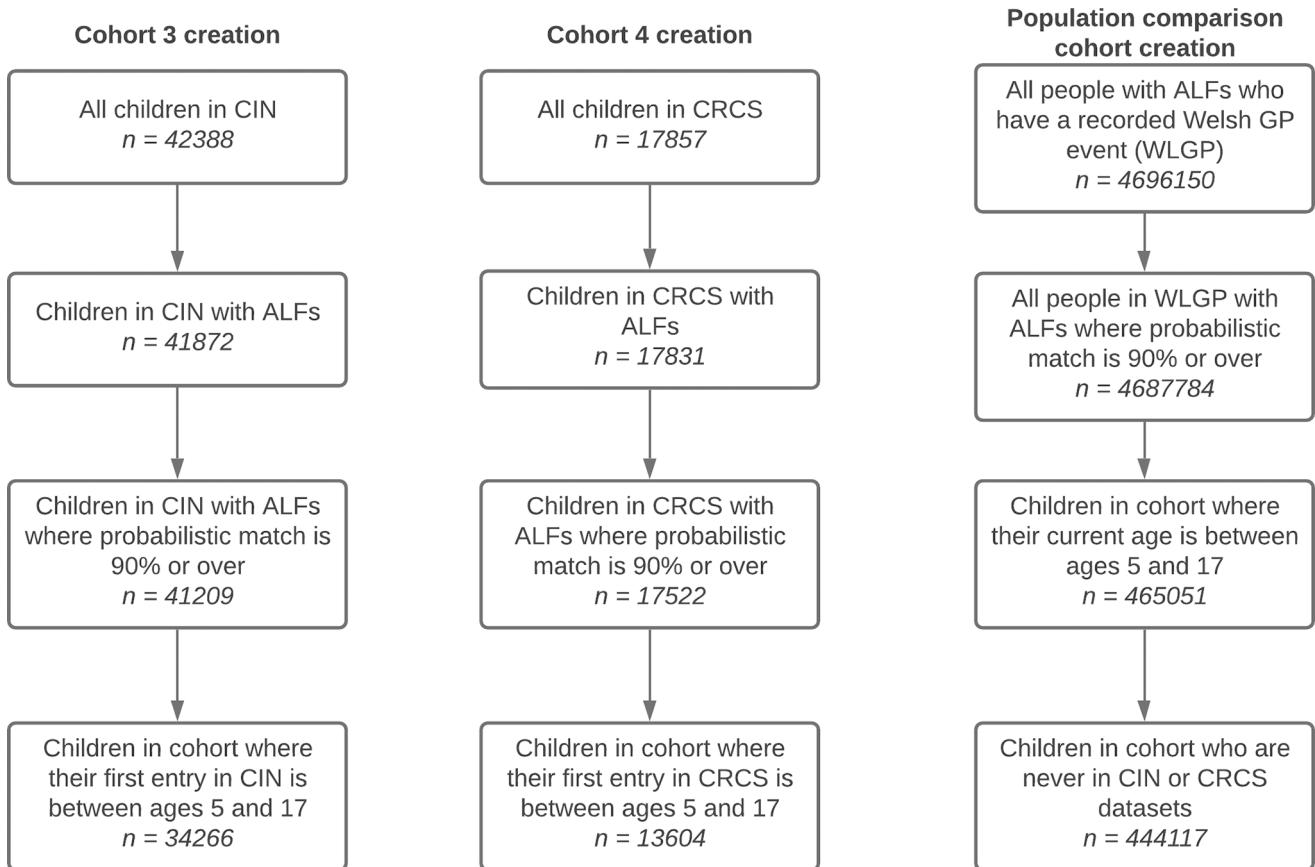 Cohort 3 creation
All children in CIN
n = 42388
Children in CIN with ALFs
n = 41872
Children in CIN with ALFs
where probabilistic match is
90% or over
n = 41209
Children in cohort where
their first entry in CIN is
between ages 5 and 17
n = 34266
Cohort 4 creation
All children in CRCS
n = 17857
Children in CRCS with
ALFs
n = 17831
Children in CRCS with
ALFs where probabilistic
match is 90% or over
n = 17522
Children in cohort where
their first entry in CRCS is
between ages 5 and 17
n = 13604
Population comparison
cohort creation
All people with ALFs who
have a recorded Welsh GP
event (WLGP)
n = 4696150
All people in WLGP with
ALFs where probabilistic
match is 90% or over
n = 4687784
Children in cohort where
their current age is between
ages 5 and 17
n = 465051
Children in cohort who are
never in CIN or CRCS
datasets
n = 444117